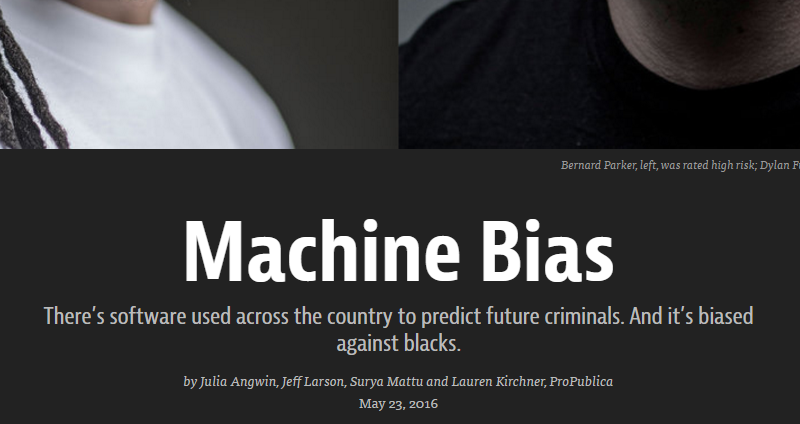 Bernard Parker, left, was rated high risk; Dylan
Machine Bias
There's software used across the country to predict future criminals. And it's biased
against blacks.
by Julia Angwin, Jeff Larson, Surya Mattu and Lauren Kirchner, ProPublica
May 23, 2016